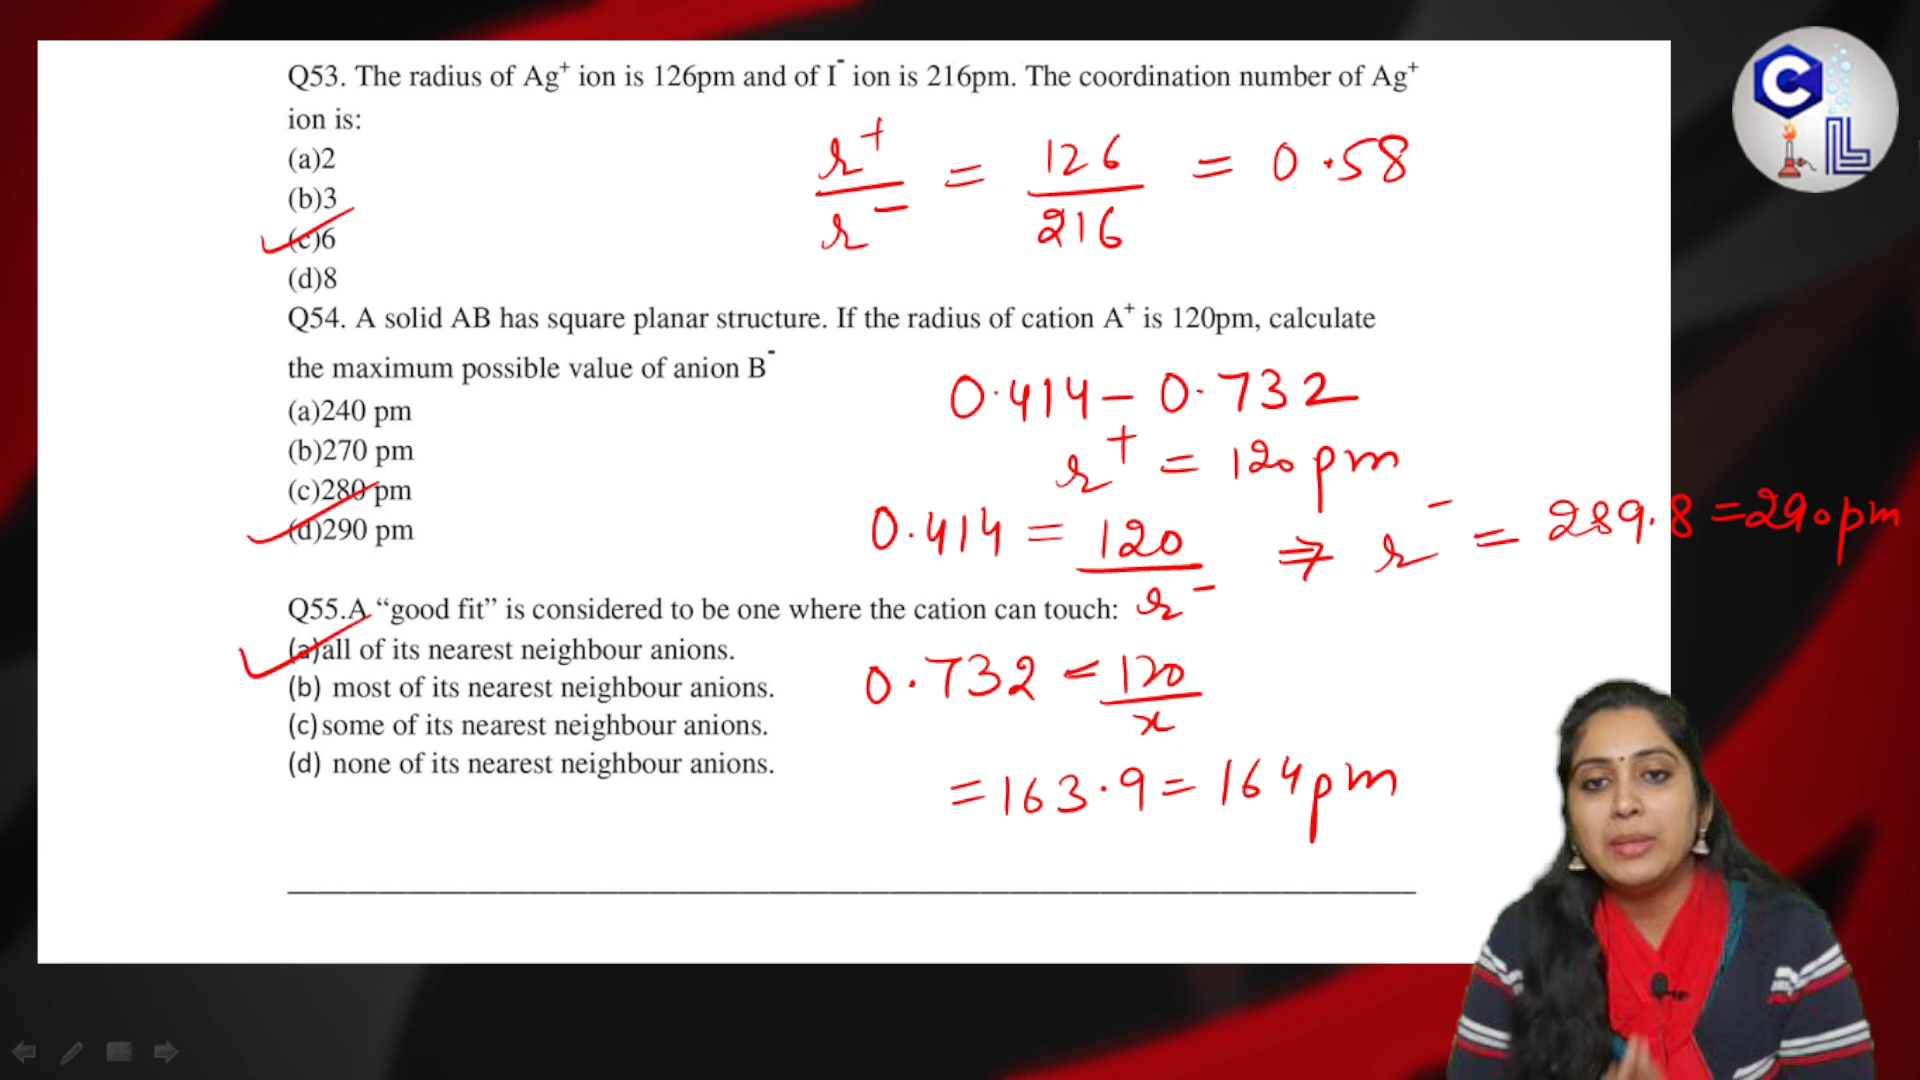 Q53. The radius of Ag⁺ ion is 126pm and of I⁻ ion is 216pm. The coordination number of Ag⁺
ion is:
(a)2
(b)3
(c)6
(d)8
r⁺/r⁻ = 126/216 = 0.58
Q54. A solid AB has square planar structure. If the radius of cation A⁺ is 120pm, calculate
the maximum possible value of anion B⁻
(a)240 pm
(b)270 pm
(c)280 pm
(d)290 pm
0.414 – 0.732
r⁺ = 120 pm
0.414 = 120/r⁻ ⇒ r⁻ = 289.8 = 290 pm
Q55.A “good fit” is considered to be one where the cation can touch:
(a)all of its nearest neighbour anions.
(b) most of its nearest neighbour anions.
(c)some of its nearest neighbour anions.
(d) none of its nearest neighbour anions.
0.732 = 120/x
= 163.9 = 164 pm
C L